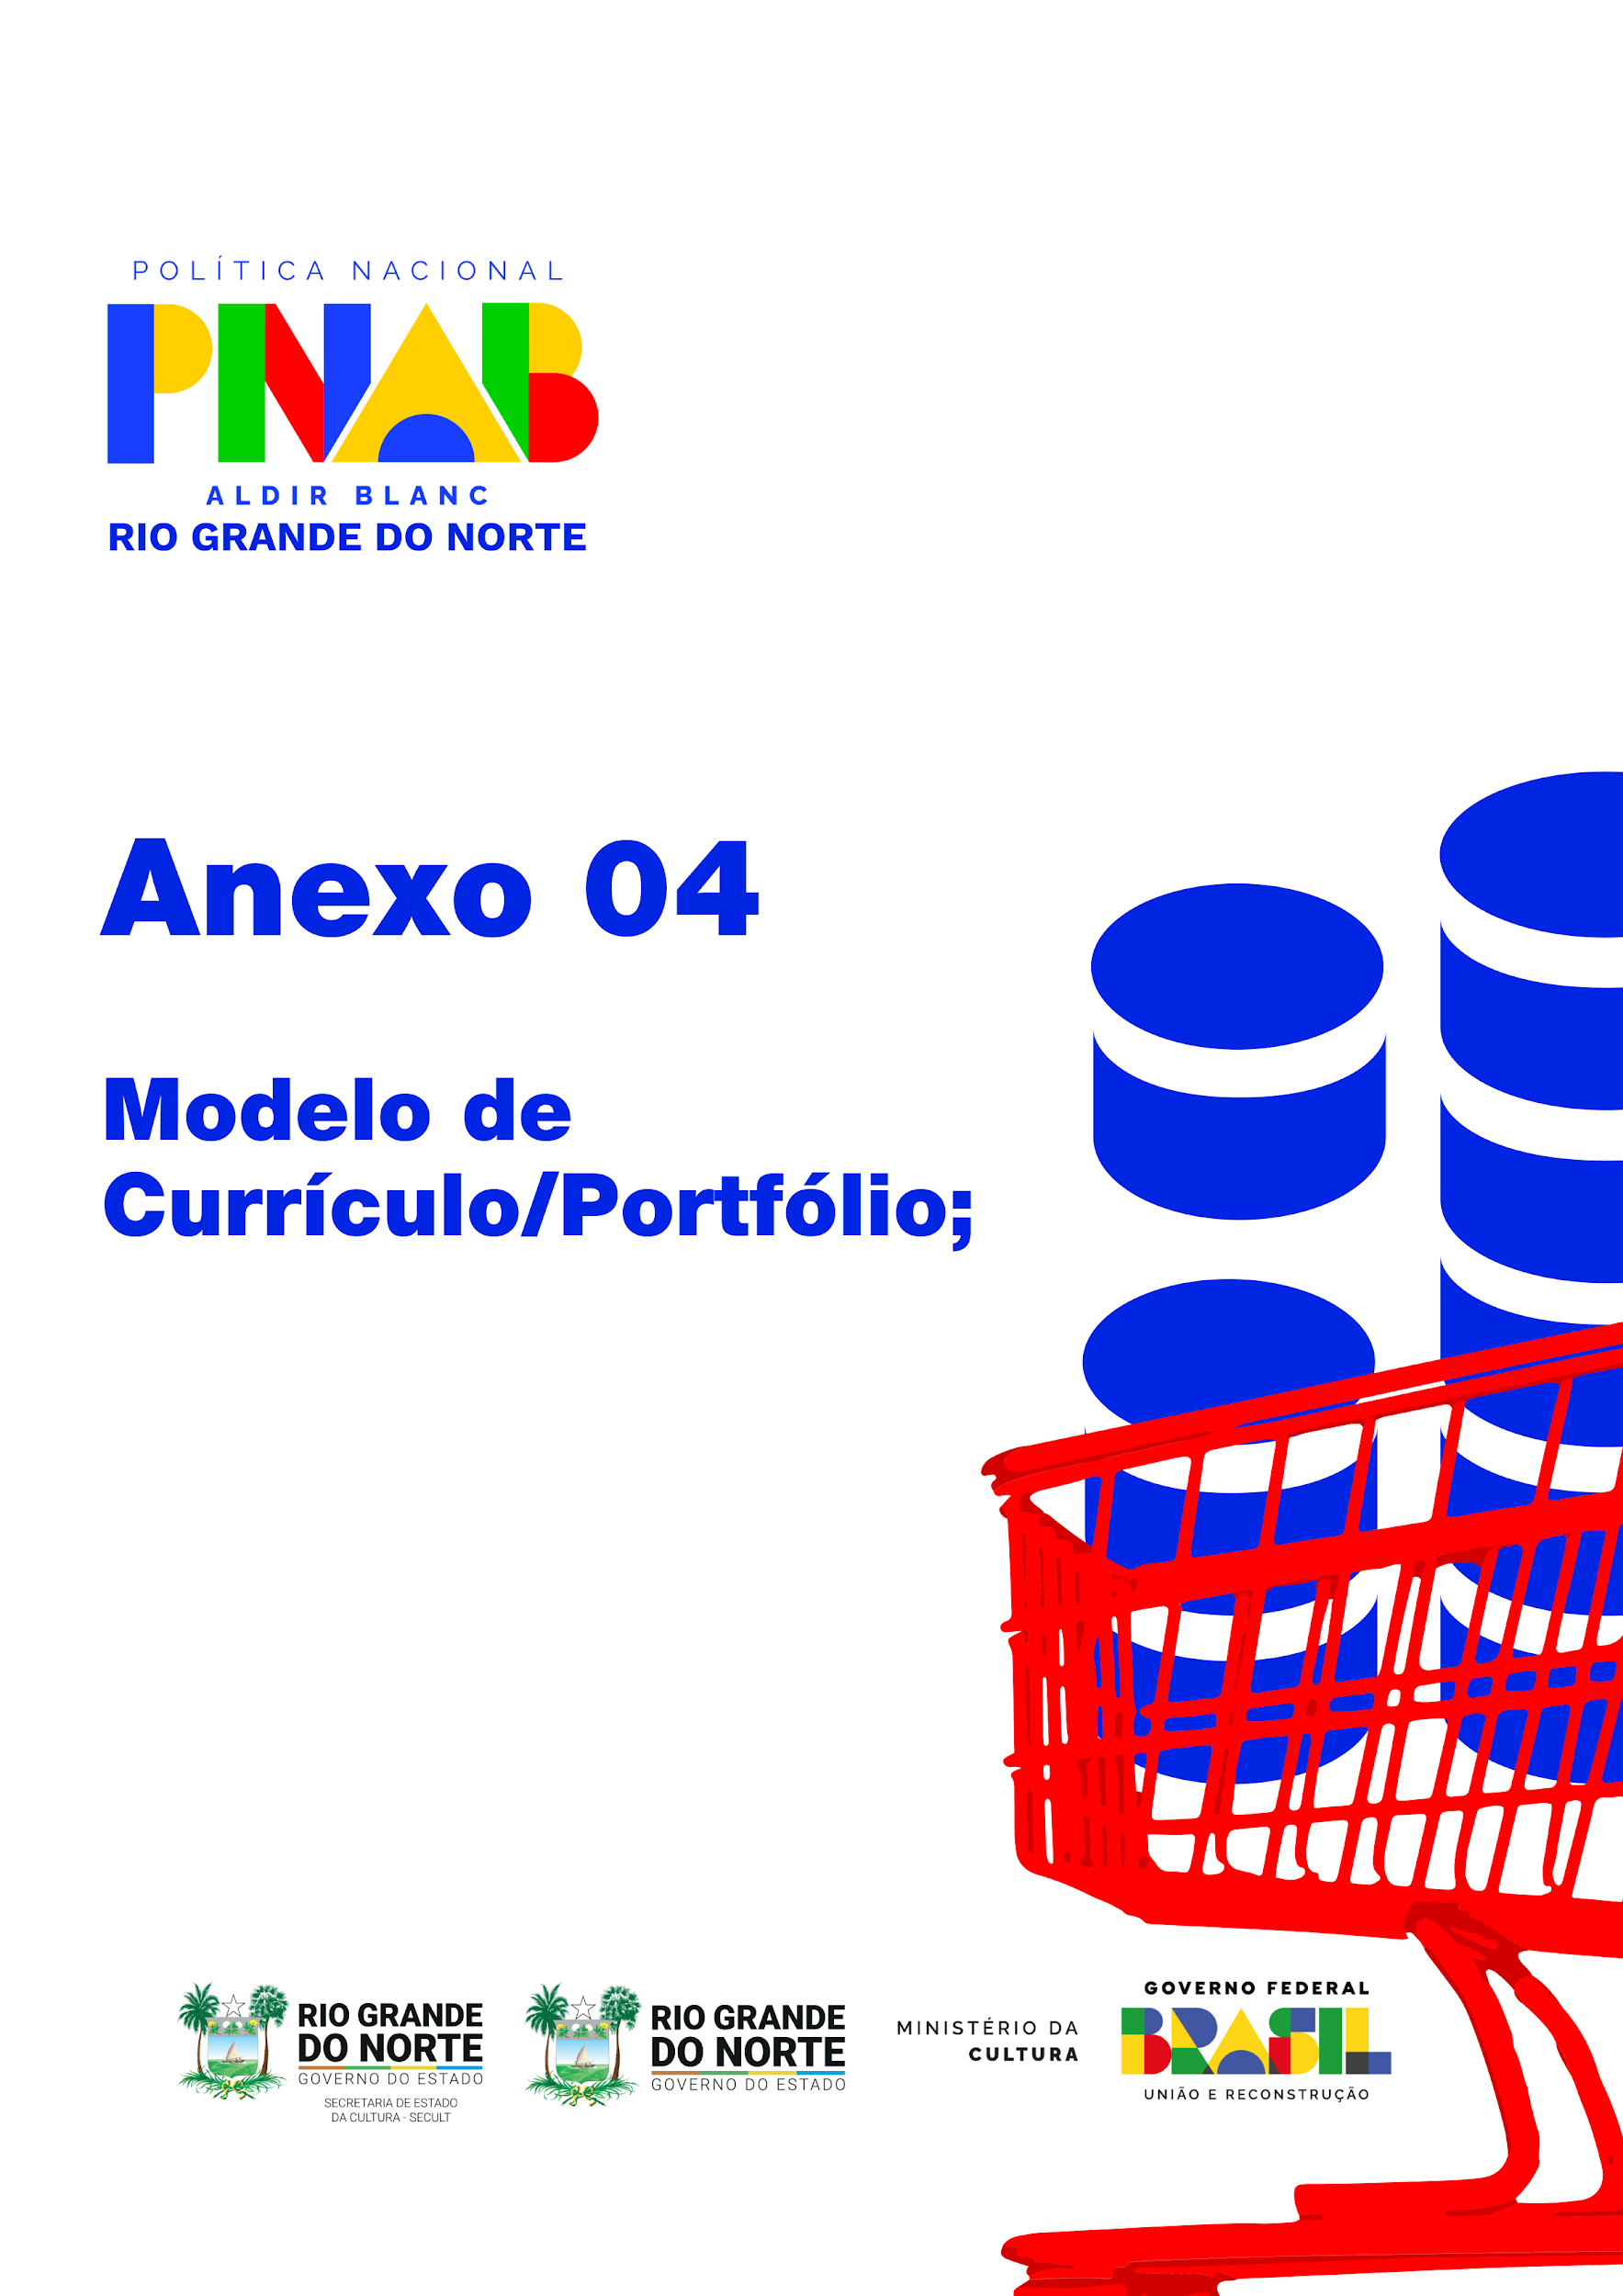 POLÍTICA NACIONAL
PNAB
ALDIR BLANC
RIO GRANDE DO NORTE
Anexo 04
Modelo de
Currículo/Portfólio;
RIO GRANDE
DO NORTE
GOVERNO DO ESTADO
SECRETARIA DE ESTADO
DA CULTURA - SECULT
RIO GRANDE
DO NORTE
GOVERNO DO ESTADO
MINISTÉRIO DA
CULTURA
GOVERNO FEDERAL
BRASIL
UNIÃO E RECONSTRUÇÃO